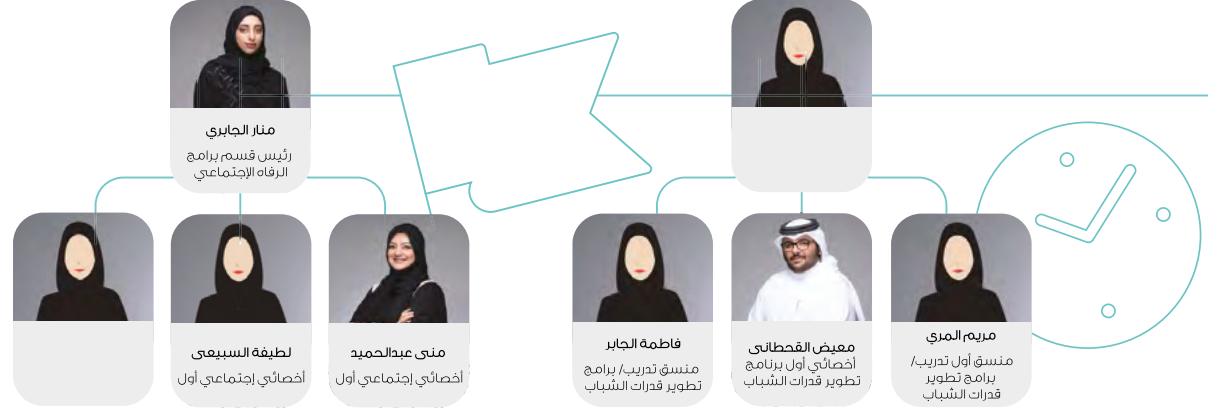 منار الجابري
رئيس قسم برامج
الرفاه الإجتماعي
مريم المري
منسق أول تدريب/
برامج تطوير
قدرات الشباب
معيض القحطاني
أخصائي أول برنامج
تطوير قدرات الشباب
فاطمة الجابر
منسق تدريب/ برامج
تطوير قدرات الشباب
منى عبدالحميد
أخصائي إجتماعي أول
لطيفة السبيعي
أخصائي إجتماعي أول